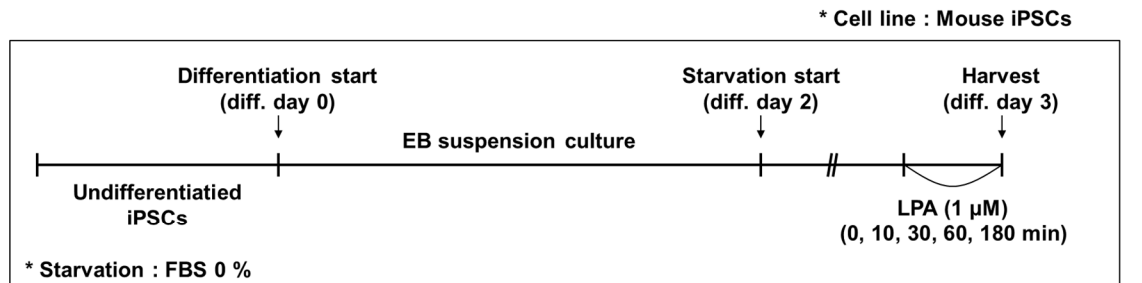 * Cell line : Mouse iPSCs
Differentiation start
(diff. day 0)
Starvation start
(diff. day 2)
Harvest
(diff. day 3)
EB suspension culture
Undifferentiatied
iPSCs
LPA (1 μM)
(0, 10, 30, 60, 180 min)
* Starvation : FBS 0 %